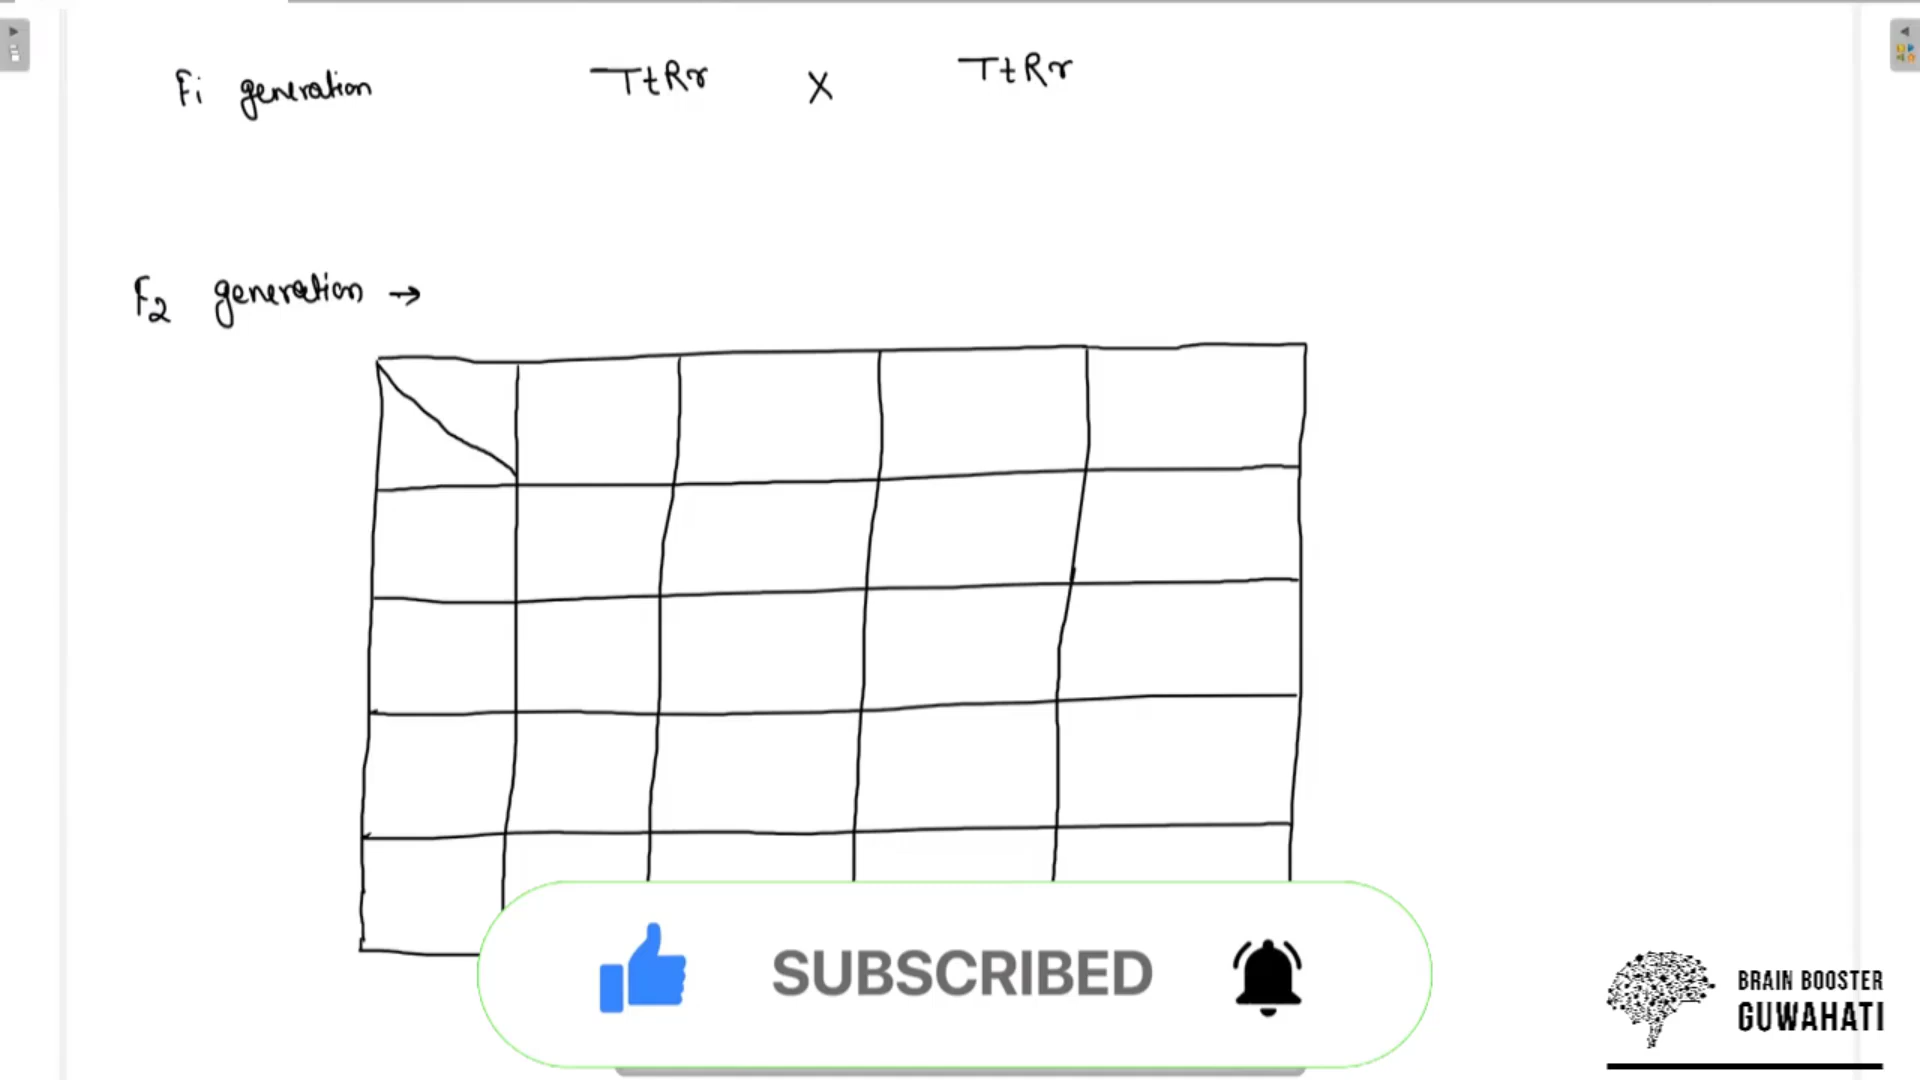 F1 generation TtRr X TtRr
F2 generation →
SUBSCRIBED
BRAIN BOOSTER
GUWAHATI